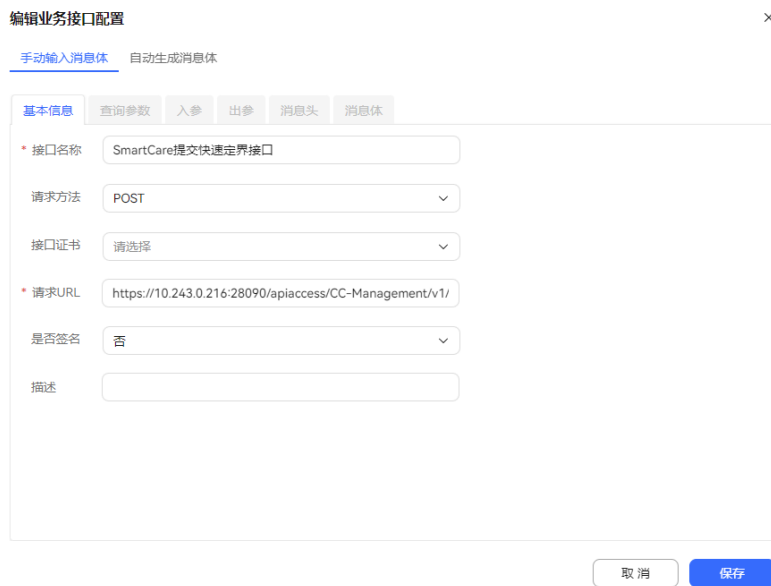 编辑业务接口配置
手动输入消息体 自动生成消息体
基本信息 查询参数 入参 出参 消息头 消息体
* 接口名称 SmartCare提交快速定界接口
请求方法 POST
接口证书 请选择
* 请求URL https://10.243.0.216:28090/apiaccess/CC-Management/v1/
是否签名 否
描述
取消 保存